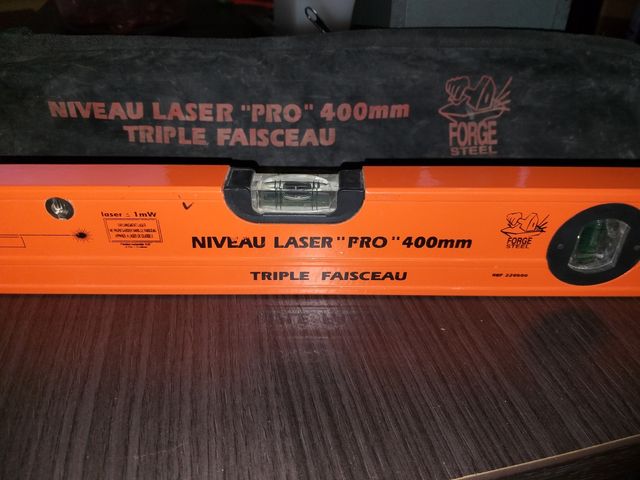 NIVEAU LASER "PRO" 400mm
TRIPLE FAISCEAU
FORGE
STEEL
laser ≤ 1mW
NIVEAU LASER "PRO" 400mm
TRIPLE FAISCEAU
FORGE
STEEL